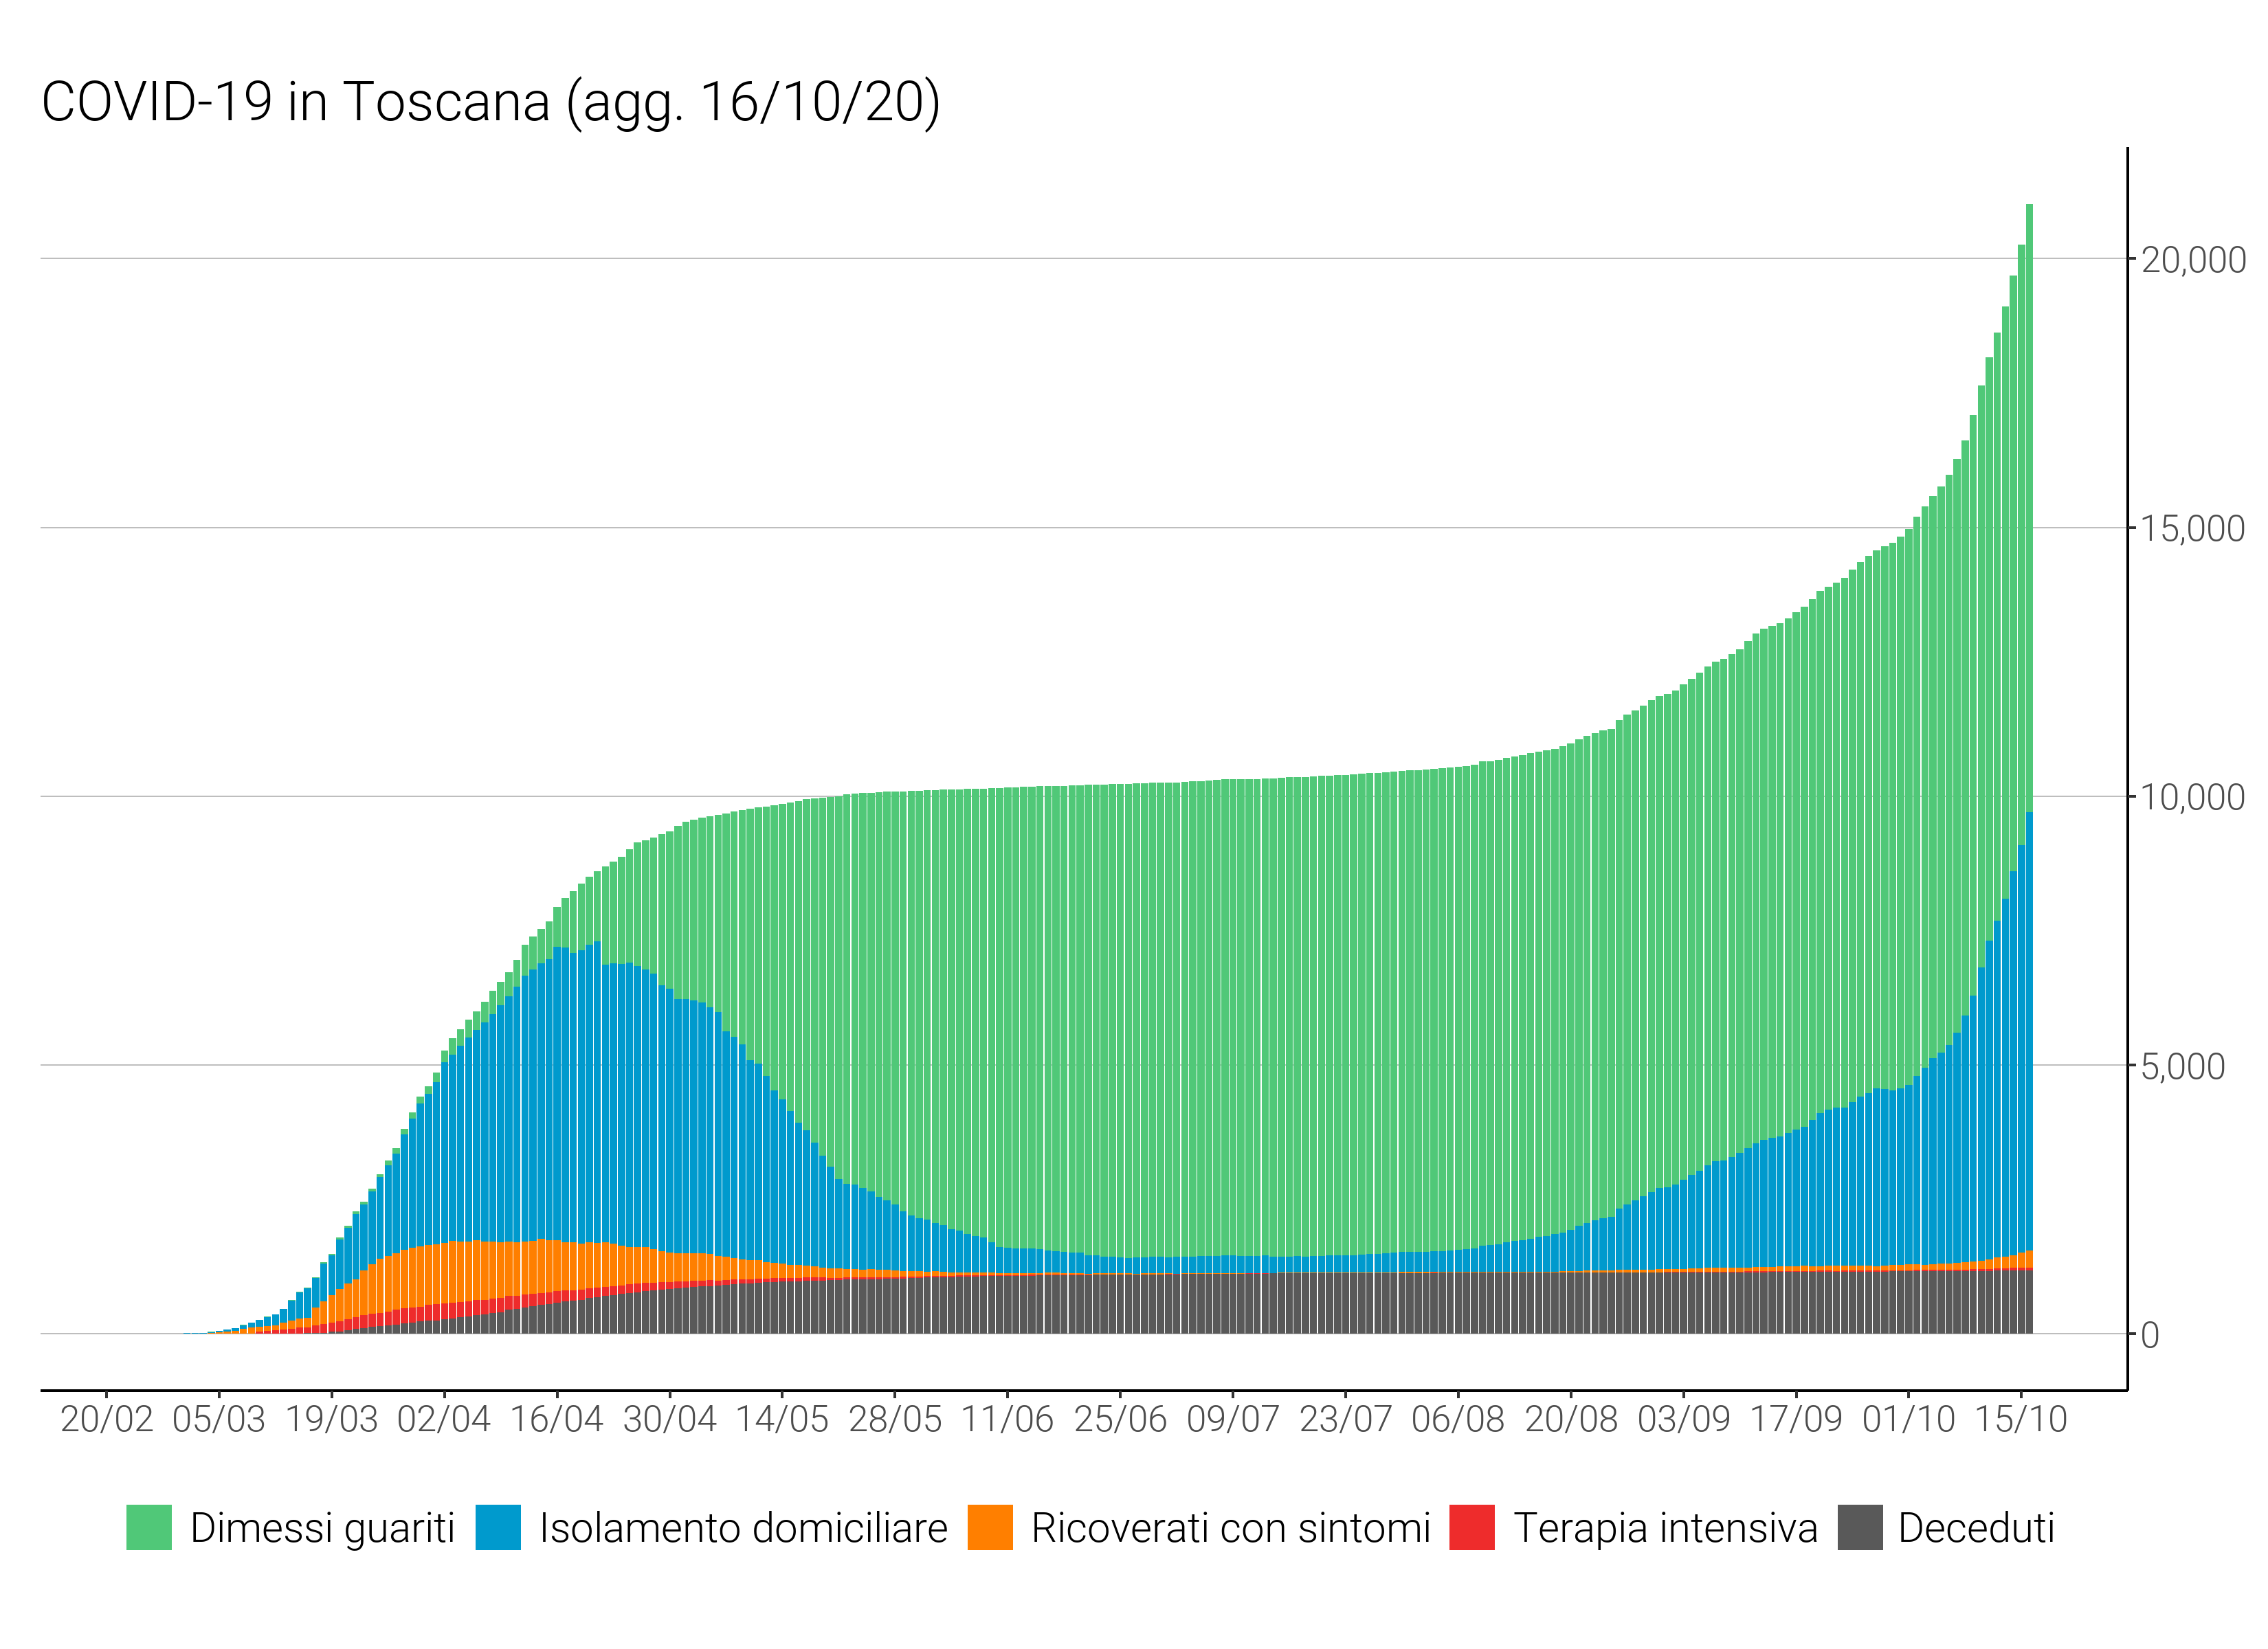 COVID-19 in Toscana (agg. 16/10/20)
20,000
15,000
10,000
5,000
0
20/02 05/03 19/03 02/04 16/04 30/04 14/05 28/05 11/06 25/06 09/07 23/07 06/08 20/08 03/09 17/09 01/10 15/10
Dimessi guariti Isolamento domiciliare Ricoverati con sintomi Terapia intensiva Deceduti